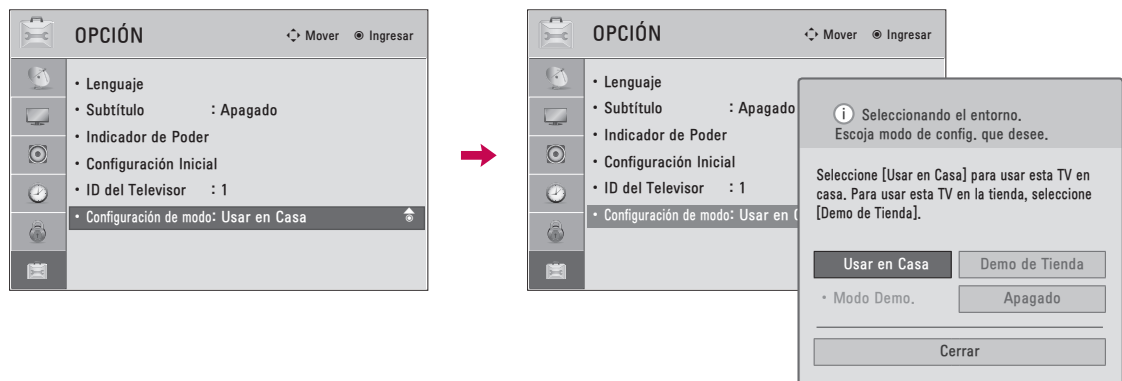 OPCIÓN Mover Ingresar
• Lenguaje
• Subtítulo : Apagado
• Indicador de Poder
• Configuración Inicial
• ID del Televisor : 1
• Configuración de modo: Usar en Casa
OPCIÓN Mover Ingresar
• Lenguaje
• Subtítulo : Apagado
• Indicador de Poder
• Configuración Inicial
• ID del Televisor : 1
• Configuración de modo: Usar en
i Seleccionando el entorno.
Escoja modo de config. que desee.
Seleccione [Usar en Casa] para usar esta TV en
casa. Para usar esta TV en la tienda, seleccione
[Demo de Tienda].
Usar en Casa Demo de Tienda
• Modo Demo. Apagado
Cerrar